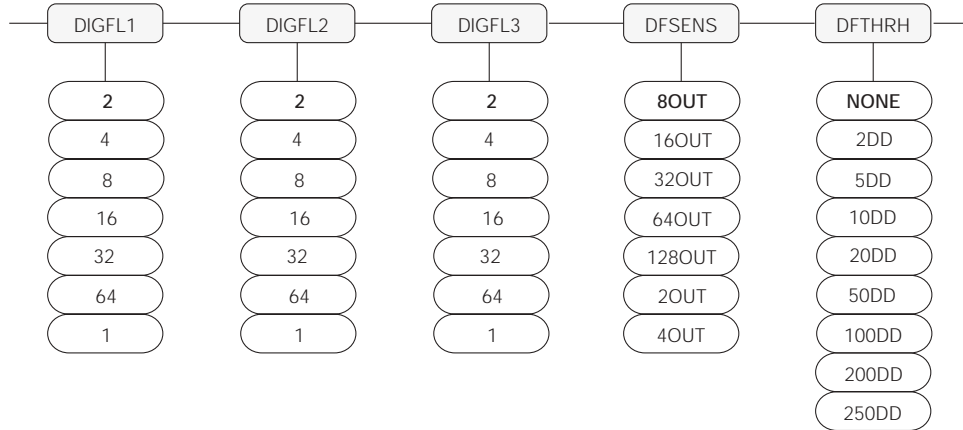 DIGFL1 DIGFL2 DIGFL3 DFSENS DFTHRH
2 2 2 8OUT NONE
4 4 4 16OUT 2DD
8 8 8 32OUT 5DD
16 16 16 64OUT 10DD
32 32 32 128OUT 20DD
64 64 64 2OUT 50DD
1 1 1 4OUT 100DD
200DD
250DD